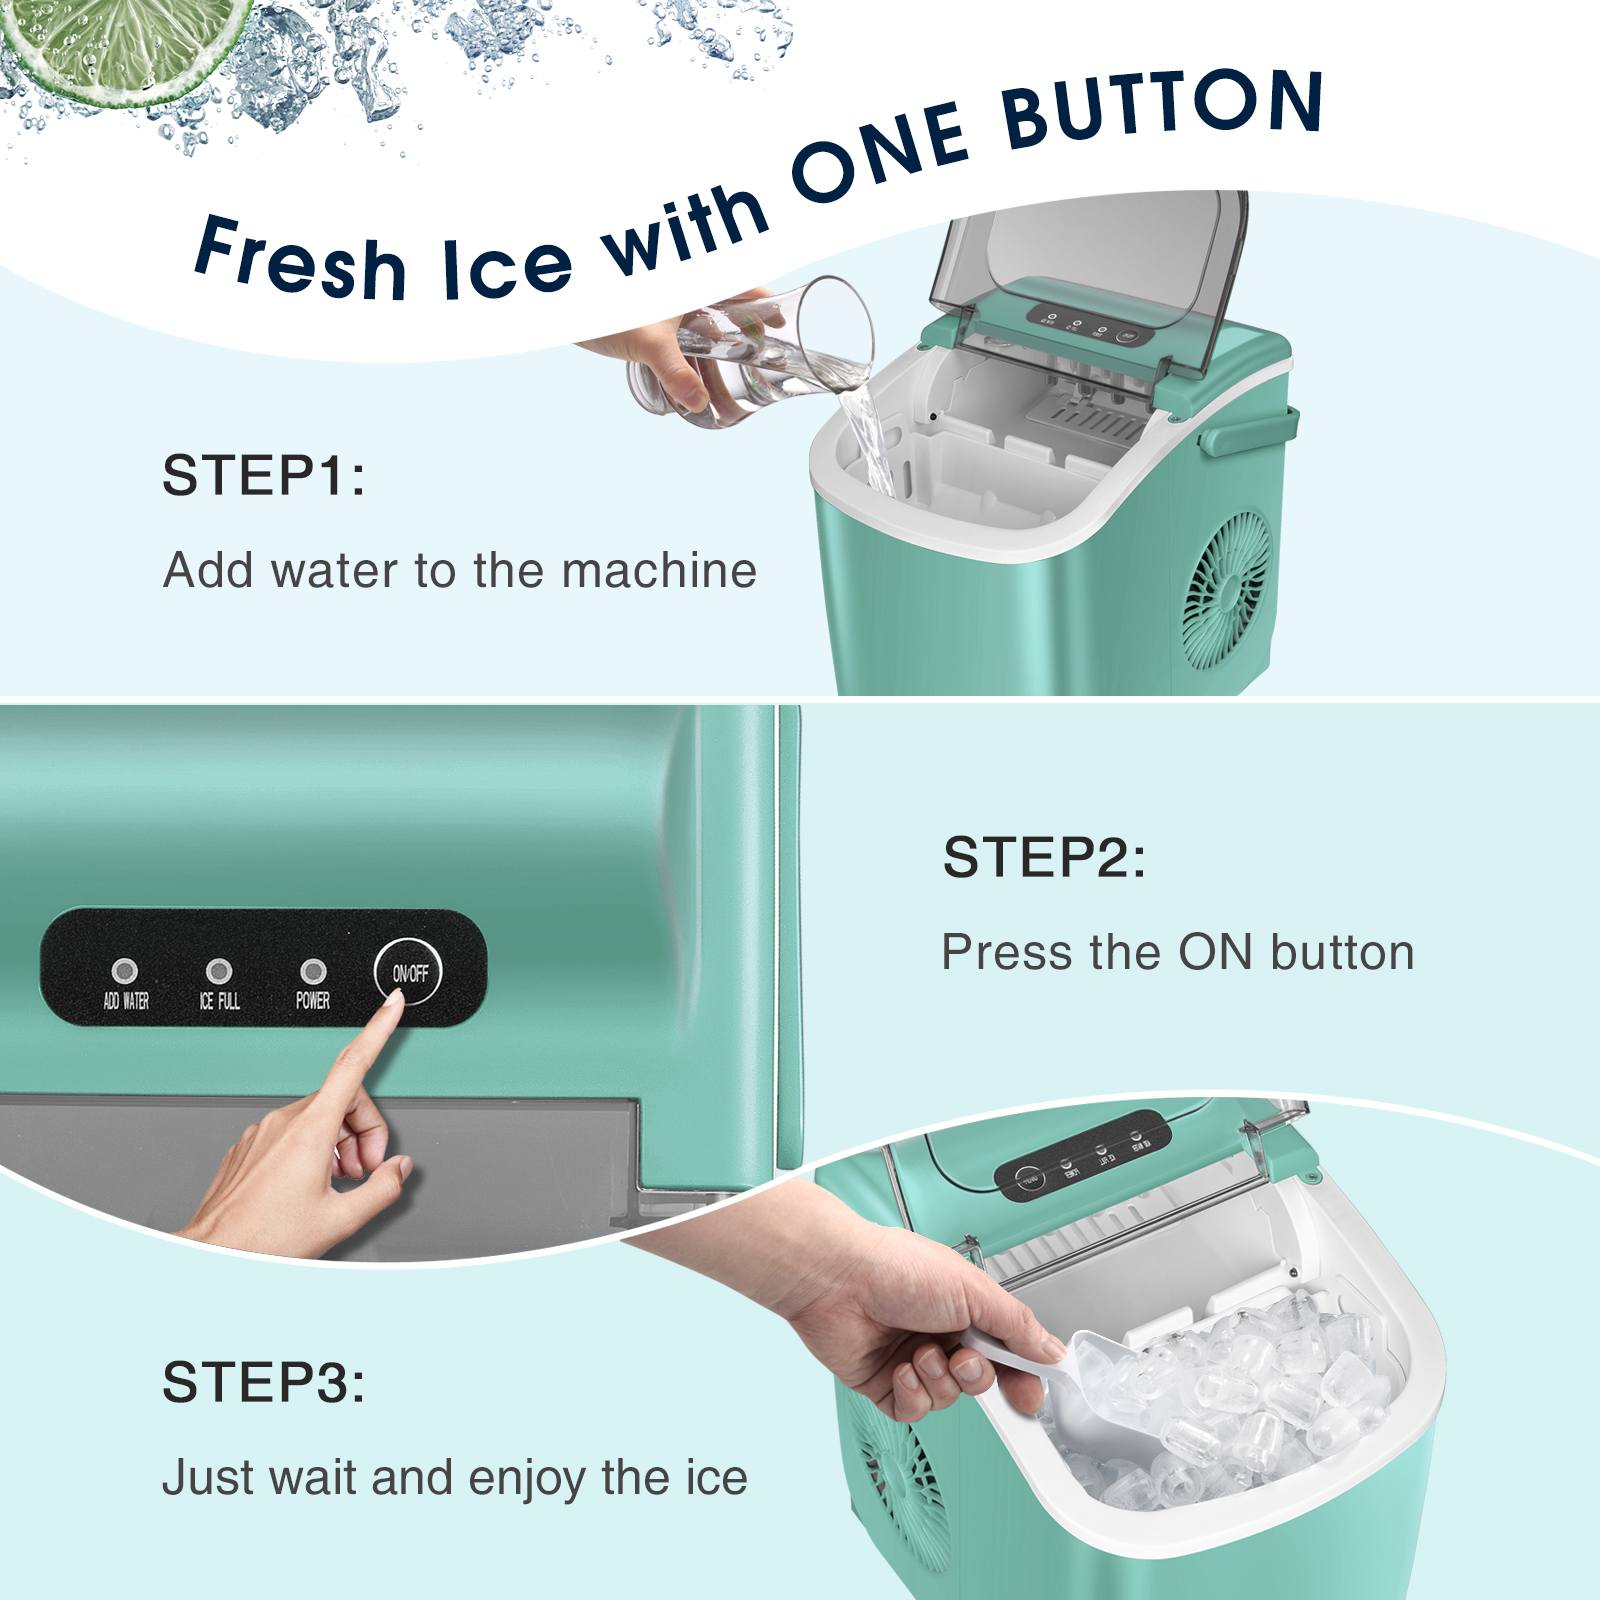 Fresh Ice with ONE BUTTON
STEP1:
Add water to the machine
STEP2:
Press the ON button
ADD WATER
ICE FULL
POWER
ON/OFF
STEP3:
Just wait and enjoy the ice